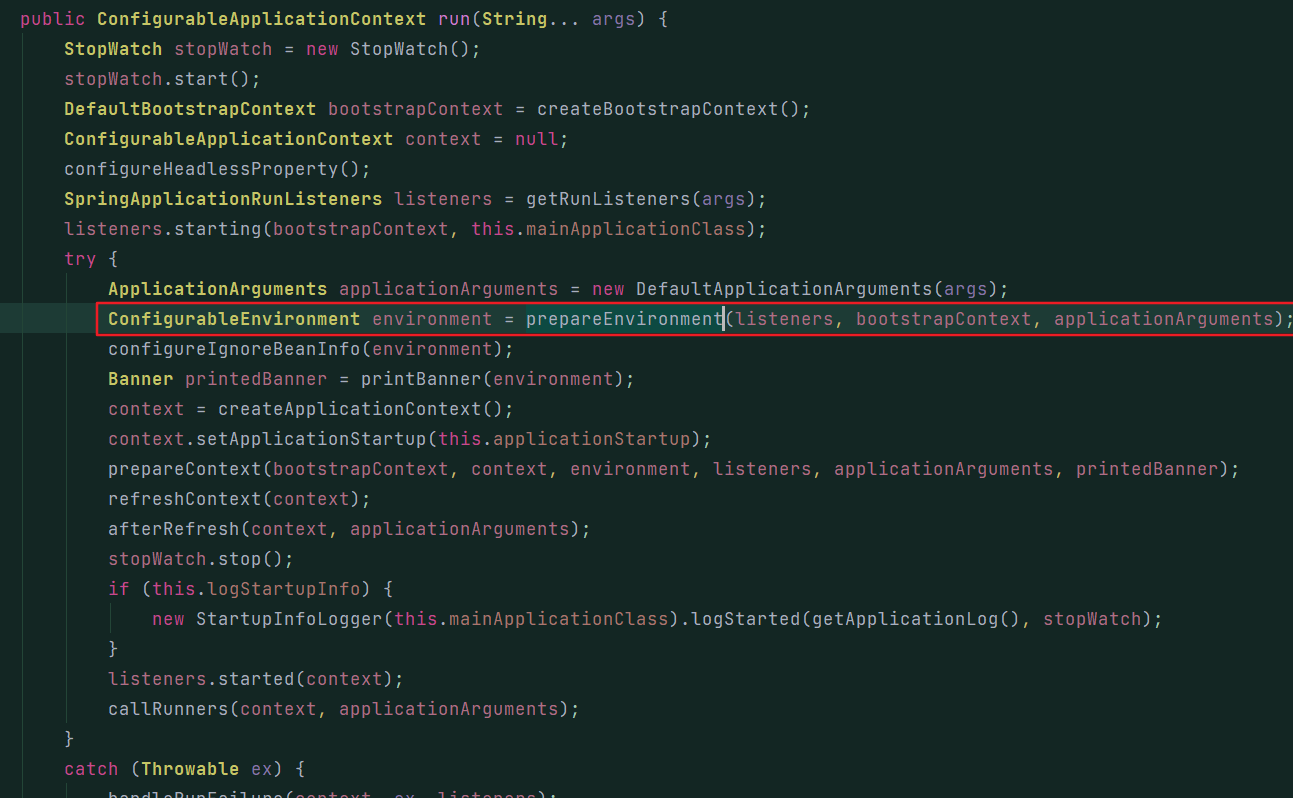 public ConfigurableApplicationContext run(String... args) {
StopWatch stopWatch = new StopWatch();
stopWatch.start();
DefaultBootstrapContext bootstrapContext = createBootstrapContext();
ConfigurableApplicationContext context = null;
configureHeadlessProperty();
SpringApplicationRunListeners listeners = getRunListeners(args);
listeners.starting(bootstrapContext, this.mainApplicationClass);
try {
ApplicationArguments applicationArguments = new DefaultApplicationArguments(args);
ConfigurableEnvironment environment = prepareEnvironment(listeners, bootstrapContext, applicationArguments);
configureIgnoreBeanInfo(environment);
Banner printedBanner = printBanner(environment);
context = createApplicationContext();
context.setApplicationStartup(this.applicationStartup);
prepareContext(bootstrapContext, context, environment, listeners, applicationArguments, printedBanner);
refreshContext(context);
afterRefresh(context, applicationArguments);
stopWatch.stop();
if (this.logStartupInfo) {
new StartupInfoLogger(this.mainApplicationClass).logStarted(getApplicationLog(), stopWatch);
}
listeners.started(context);
callRunners(context, applicationArguments);
}
catch (Throwable ex) {
handleRunFailure(context, ex, listeners);